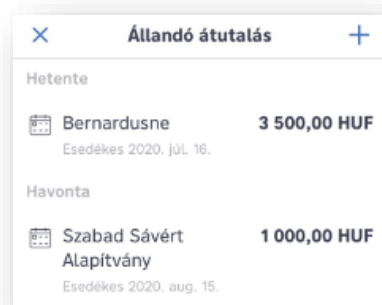 Állandó átutalás
Hetente
Bernardusne 3 500,00 HUF
Esedékes 2020. júl. 16.
Havonta
Szabad Sávért 1 000,00 HUF
Alapítvány
Esedékes 2020. aug. 15.